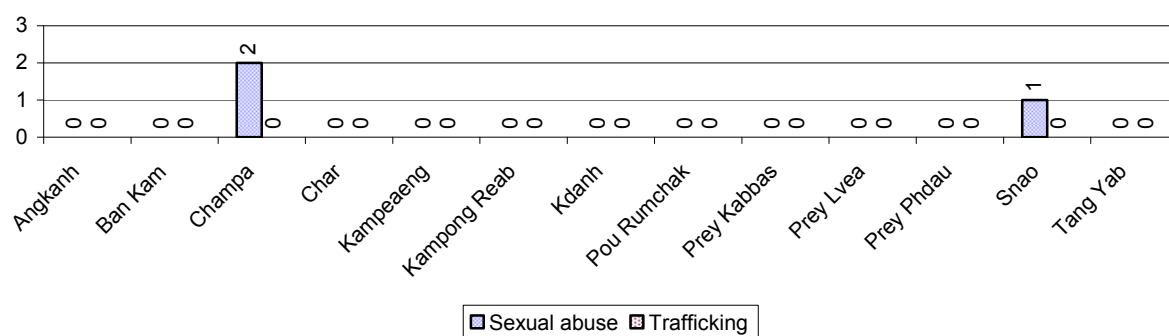 3
2
1
0
0 0 0 0 2 0 0 0 0 0 0 0 0 0 0 0 0 0 0 0 0 0 1 0 0 0
Angkanh
Ban Kam
Champa
Char
Kampeaeng
Kampong Reab
Kdanh
Pou Rumchak
Prey Kabbas
Prey Lvea
Prey Phdau
Snao
Tang Yab
Sexual abuse Trafficking